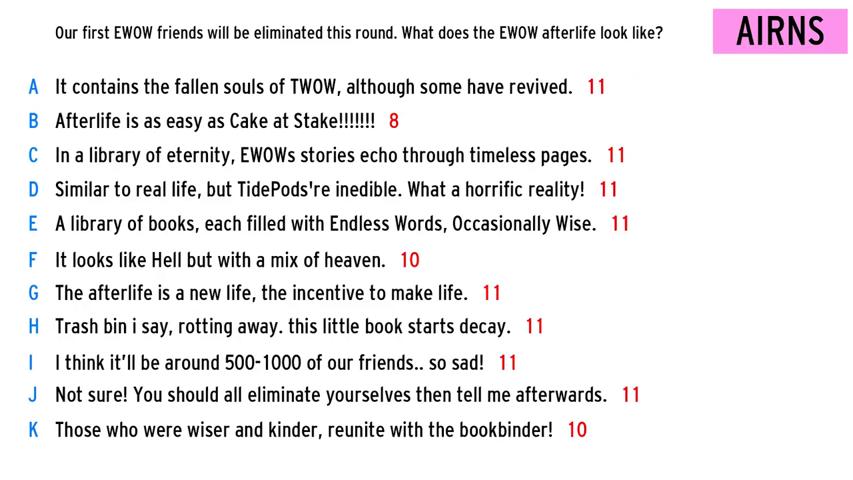 Our first EWOW friends will be eliminated this round. What does the EWOW afterlife look like?
AIRNS
A It contains the fallen souls of TWOW, although some have revived. 11
B Afterlife is as easy as Cake at Stake!!!!!!! 8
C In a library of eternity, EWOWs stories echo through timeless pages. 11
D Similar to real life, but TidePods're inedible. What a horrific reality! 11
E A library of books, each filled with Endless Words, Occasionally Wise. 11
F It looks like Hell but with a mix of heaven. 10
G The afterlife is a new life, the incentive to make life. 11
H Trash bin i say, rotting away. this little book starts decay. 11
I I think it'll be around 500-1000 of our friends.. so sad! 11
J Not sure! You should all eliminate yourselves then tell me afterwards. 11
K Those who were wiser and kinder, reunite with the bookbinder! 10